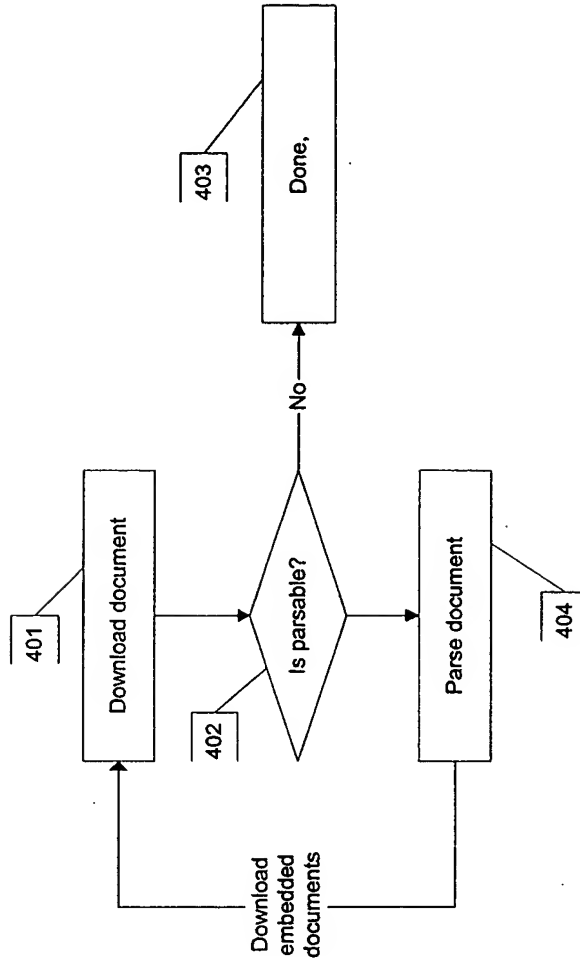 401
Download document
402
Is parsable?
No
403
Done,
Parse document
404
Download
embedded
documents